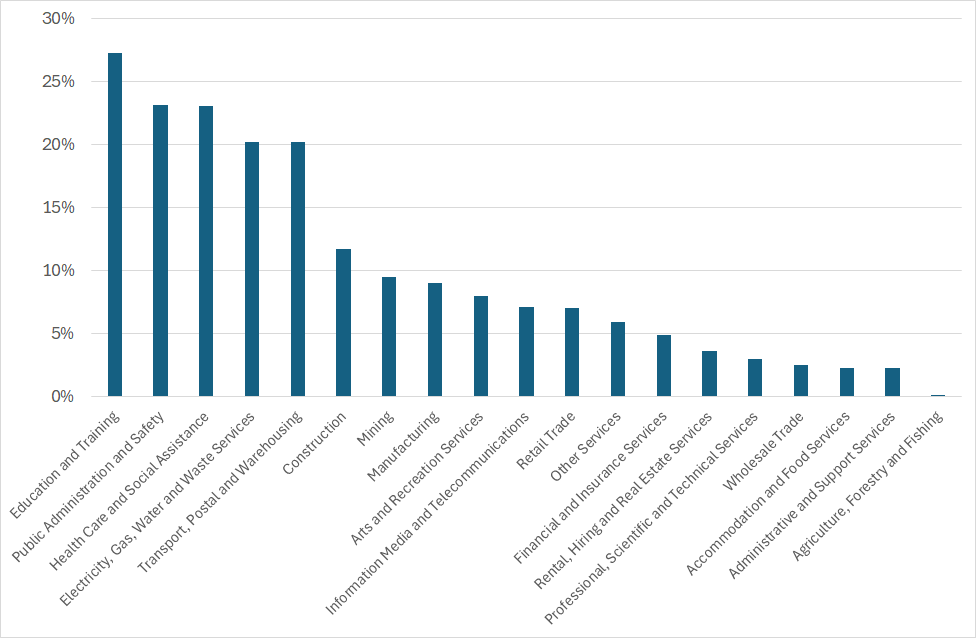 30%
25%
20%
15%
10%
5%
0%
Education and Training
Public Administration and Safety
Health Care and Social Assistance
Electricity, Gas, Water and Waste Services
Transport, Postal and Warehousing
Construction
Mining
Manufacturing
Arts and Recreation Services
Information Media and Telecommunications
Retail Trade
Other Services
Financial and Insurance Services
Rental, Hiring and Real Estate Services
Professional, Scientific and Technical Services
Wholesale Trade
Accommodation and Food Services
Administrative and Support Services
Agriculture, Forestry and Fishing